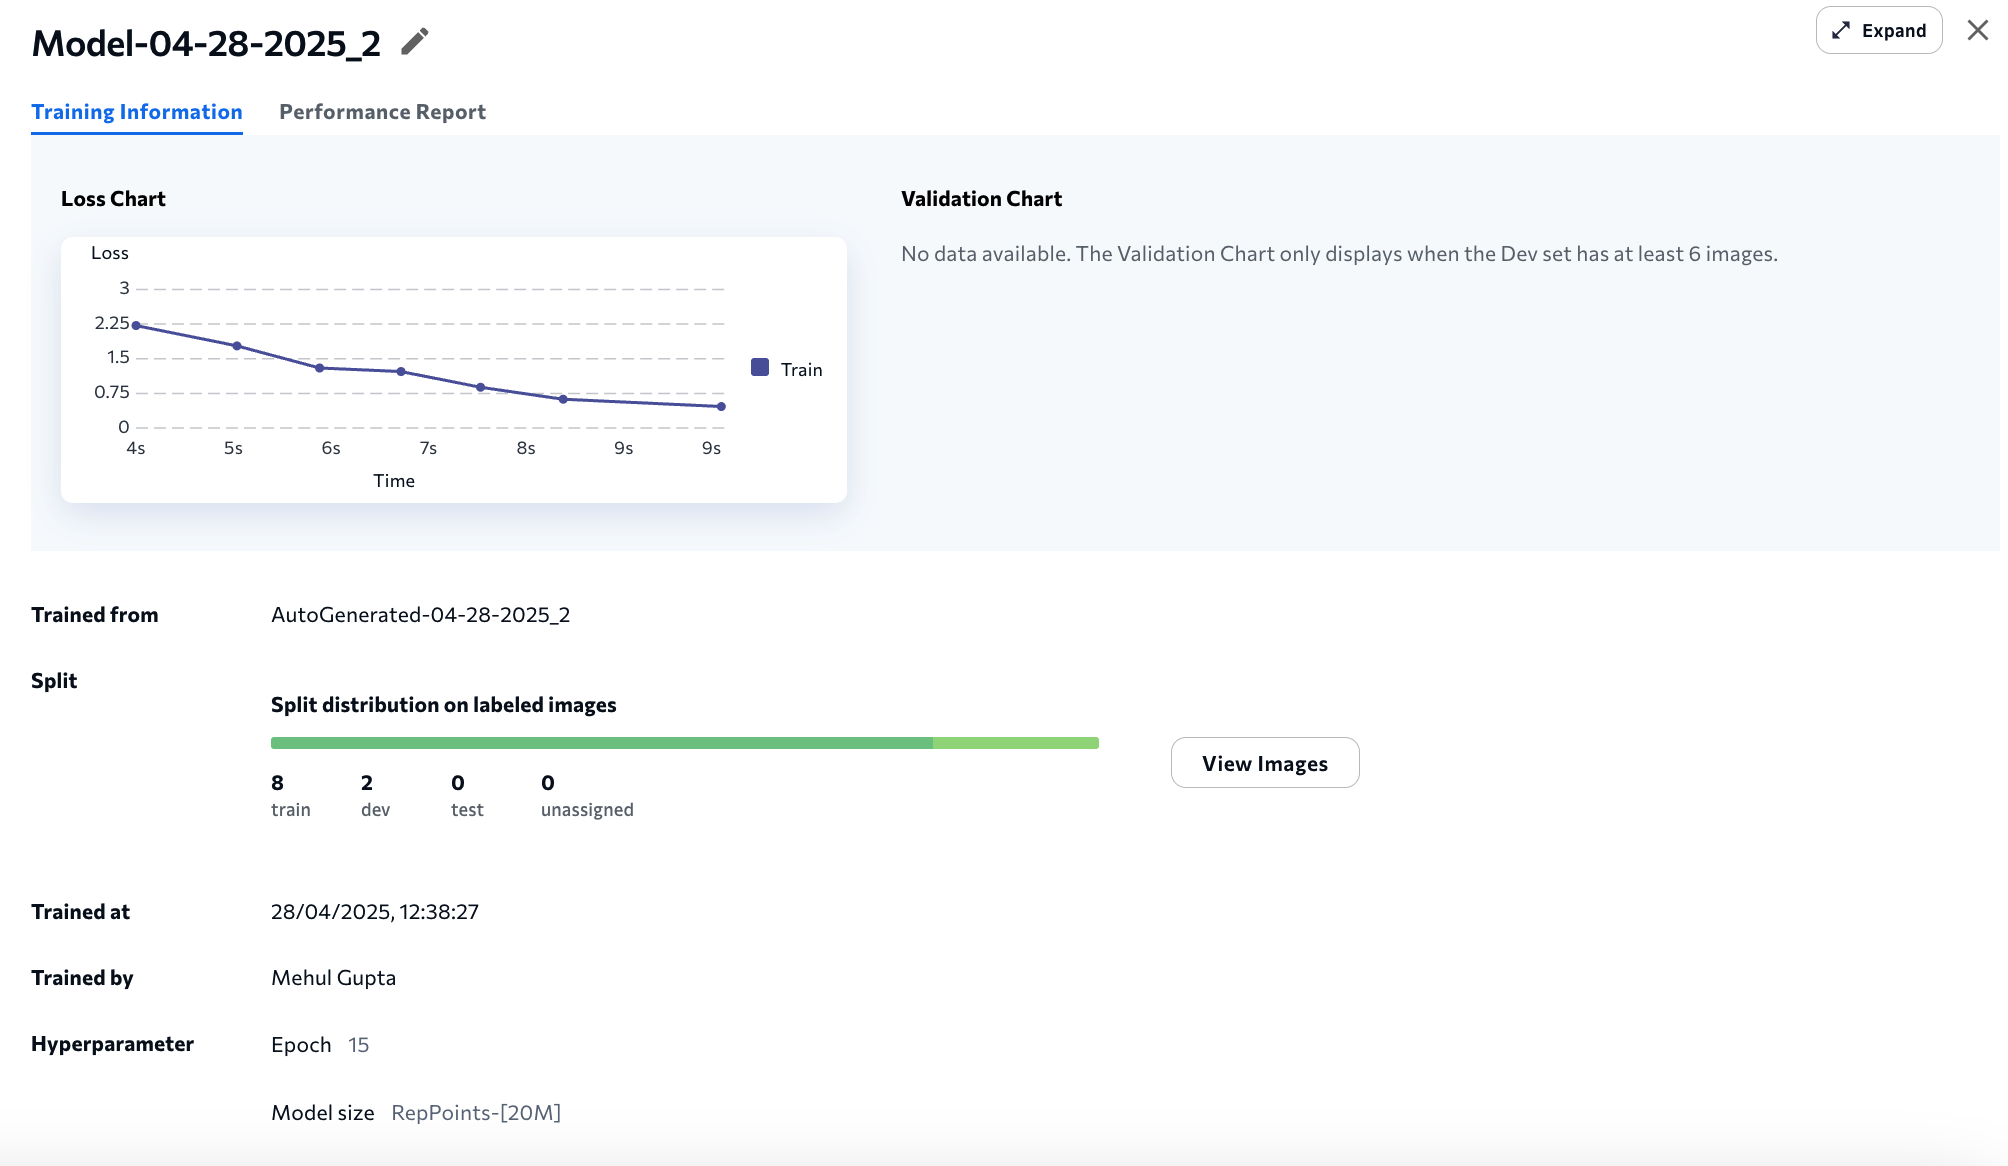 Model-04-28-2025_2
Expand
Training Information Performance Report
Loss Chart
Loss
3
2.25
1.5
0.75
0
4s 5s 6s 7s 8s 9s 9s
Time
Train
Validation Chart
No data available. The Validation Chart only displays when the Dev set has at least 6 images.
Trained from AutoGenerated-04-28-2025_2
Split
Split distribution on labeled images
8 2 0 0
train dev test unassigned
View Images
Trained at 28/04/2025, 12:38:27
Trained by Mehul Gupta
Hyperparameter Epoch 15
Model size RepPoints-[20M]